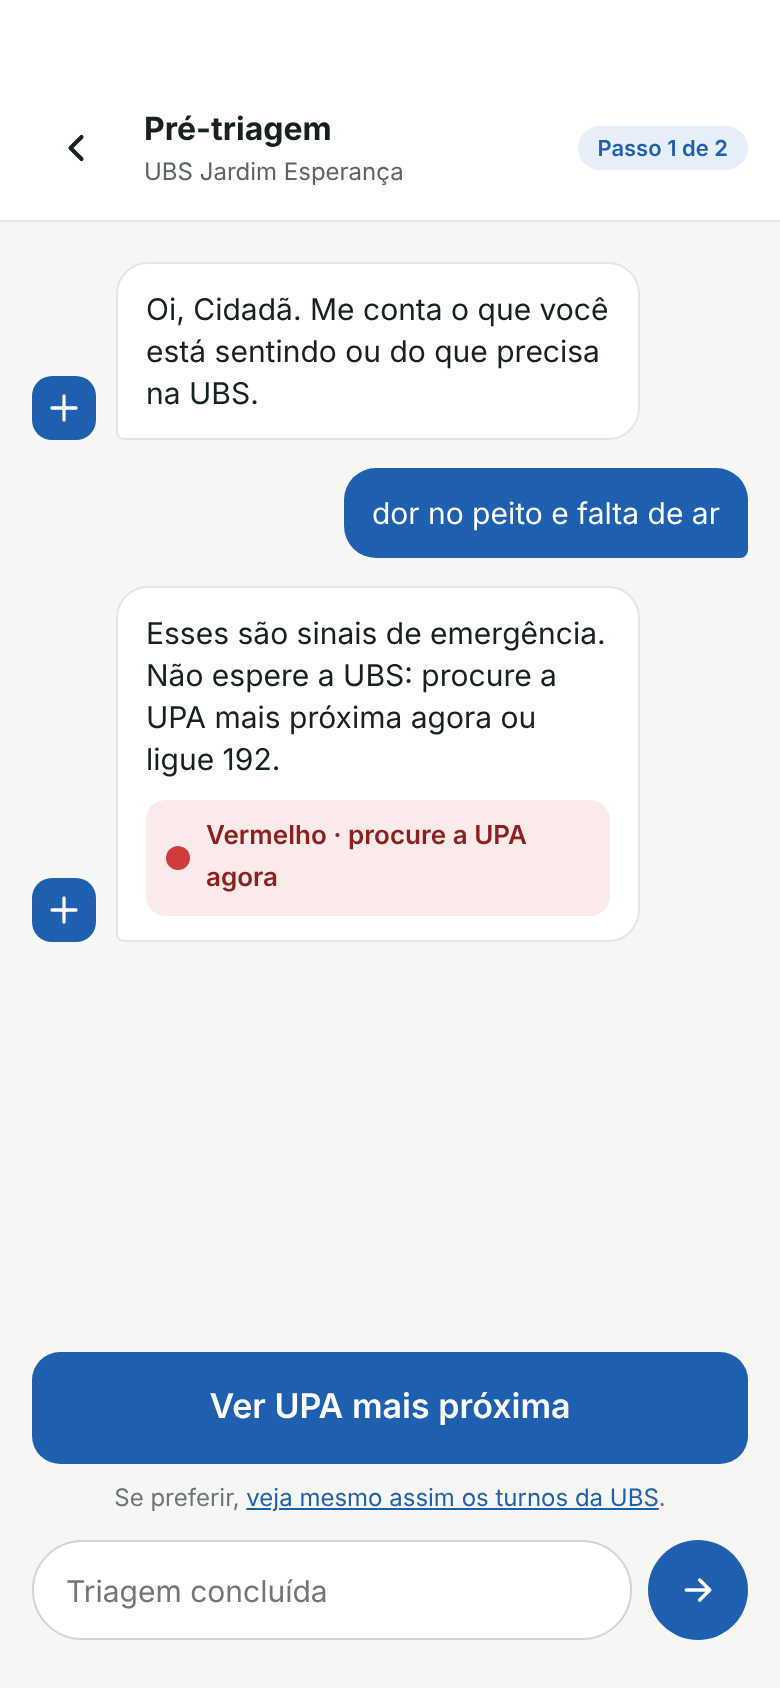 Pré-triagem
UBS Jardim Esperança
Passo 1 de 2
Oi, Cidadã. Me conta o que você
está sentindo ou do que precisa
na UBS.
dor no peito e falta de ar
Esses são sinais de emergência.
Não espere a UBS: procure a
UPA mais próxima agora ou
ligue 192.
Vermelho · procure a UPA
agora
Ver UPA mais próxima
Se preferir, veja mesmo assim os turnos da UBS.
Triagem concluída